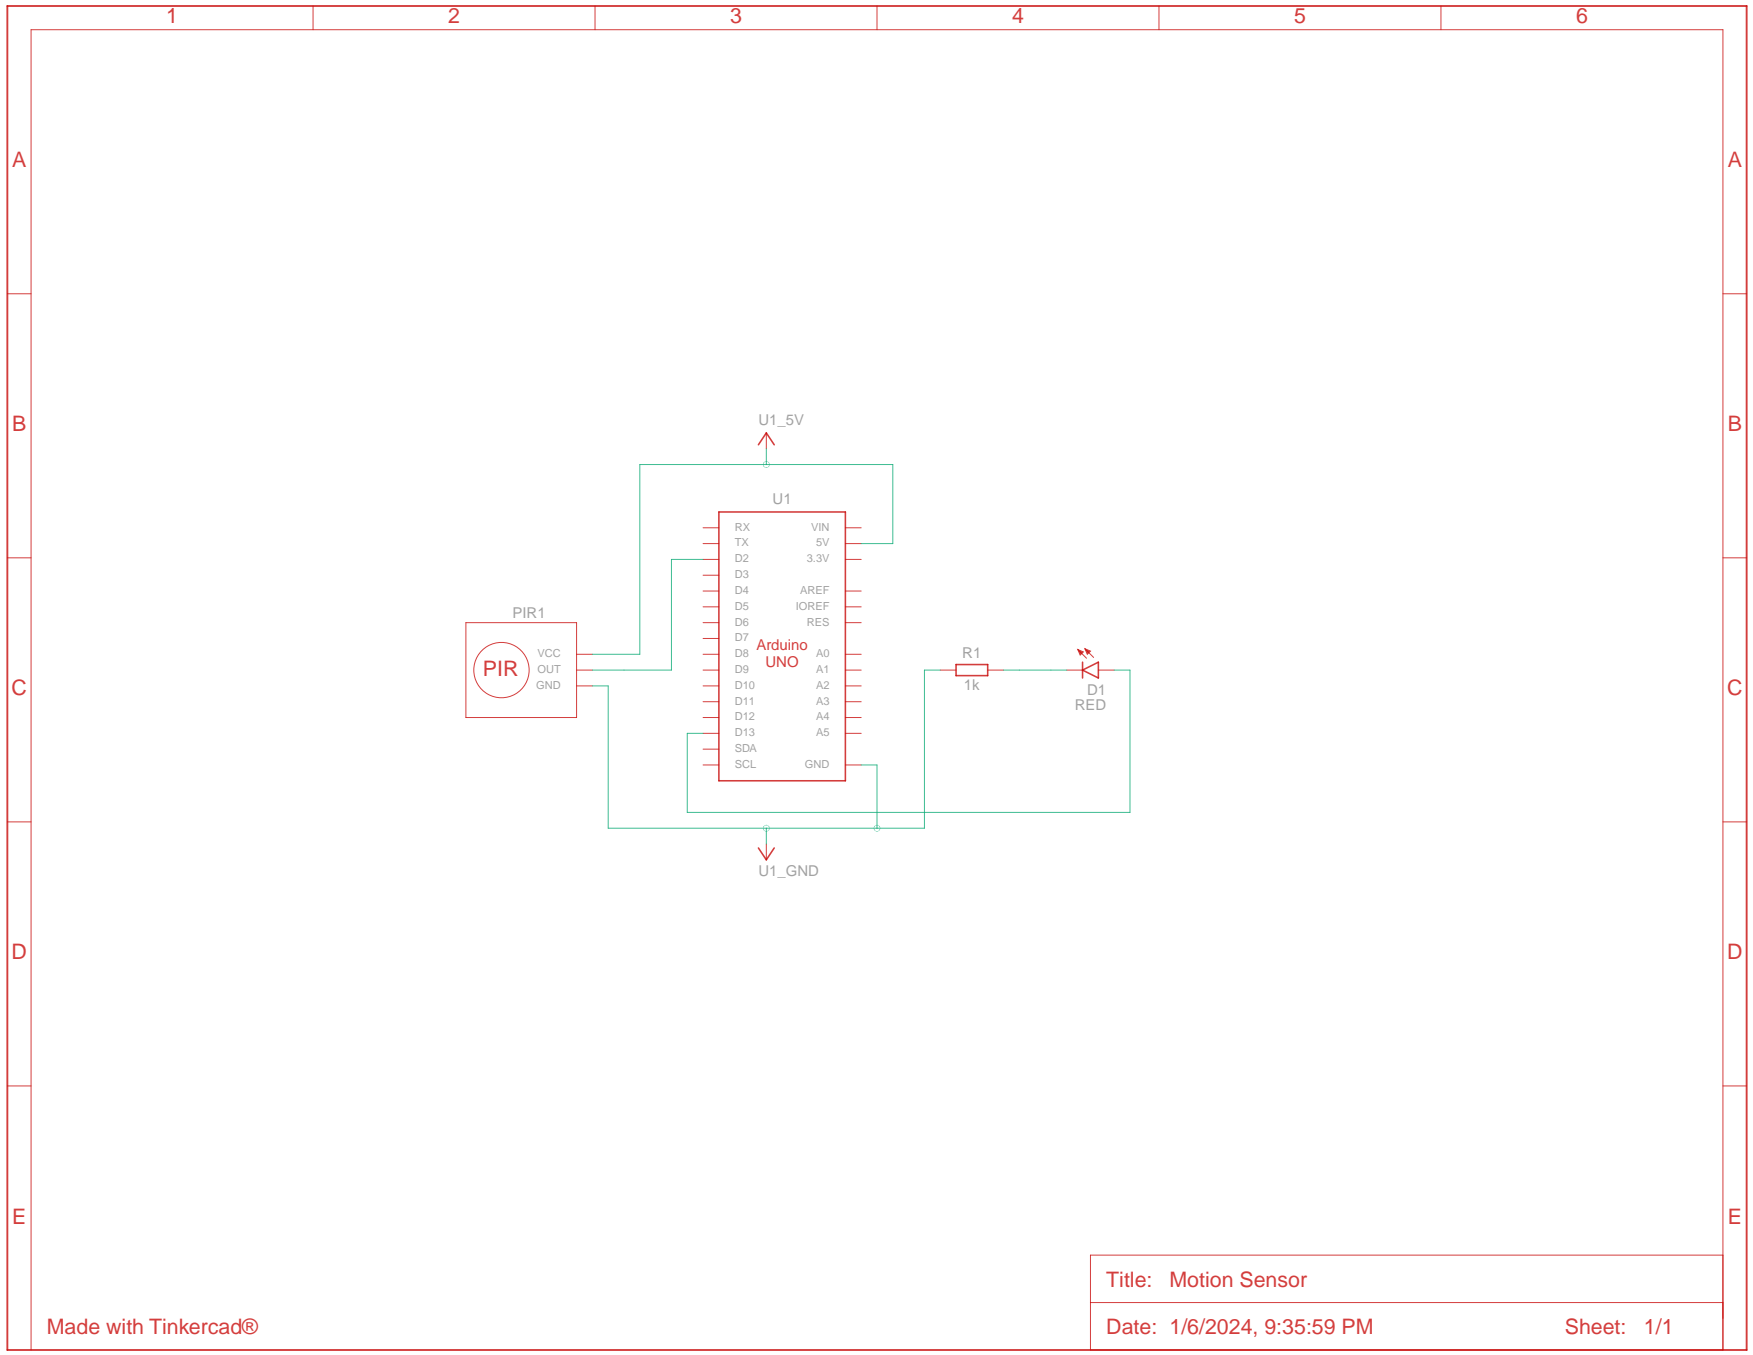 1 2 3 4 5 6
A A
B B
U1_5V
U1
RX VIN
TX 5V
D2 3.3V
D3
D4 AREF
D5 IOREF
D6 RES
D7
Arduino
UNO
D8 A0
D9 A1
D10 A2
D11 A3
D12 A4
D13 A5
SDA
SCL GND
PIR1
PIR
VCC
OUT
GND
R1
1k
D1
RED
C C
U1_GND
D D
E E
Title: Motion Sensor
Made with Tinkercad®
Date: 1/6/2024, 9:35:59 PM Sheet: 1/1